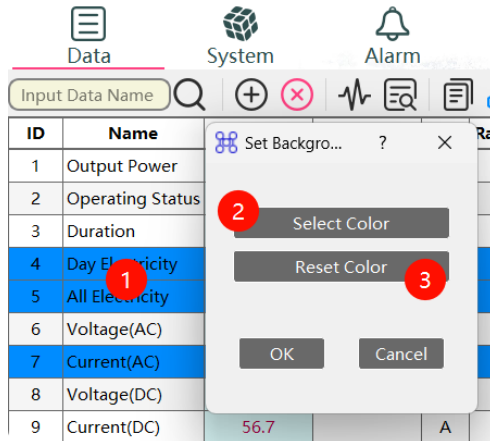 Data System Alarm
Input Data Name
ID Name
Set Backgro... ?
1 Output Power
2 Operating Status
2 Select Color
3 Duration
4 Day Electricity
Reset Color
1
3
5 All Electricity
6 Voltage(AC)
7 Current(AC)
OK Cancel
8 Voltage(DC)
9 Current(DC) 56.7 A